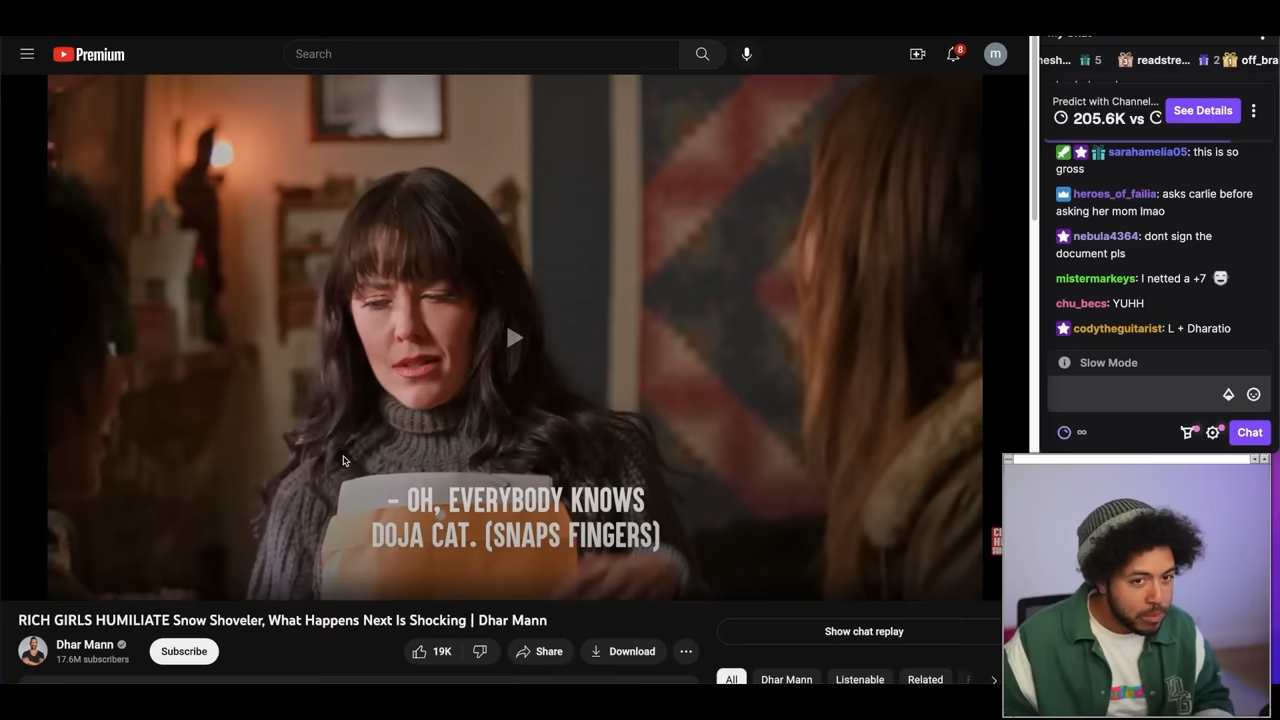 Premium
Search
8
m
- OH, EVERYBODY KNOWS
DOJA CAT. (SNAPS FINGERS)
RICH GIRLS HUMILIATE Snow Shoveler, What Happens Next Is Shocking | Dhar Mann
Dhar Mann
17.6M subscribers
Subscribe
19K
Share
Download
Show chat replay
All
Dhar Mann
Listenable
Related
5
readstre...
2
off_bra
Predict with Channel...
205.6K vs
See Details
sarahamelia05: this is so
gross
heroes_of_failia: asks carlie before
asking her mom lmao
nebula4364: dont sign the
document pls
mistermarkeys: I netted a +7
chu_becs: YUHH
codytheguitarist: L + Dharatio
Slow Mode
Chat